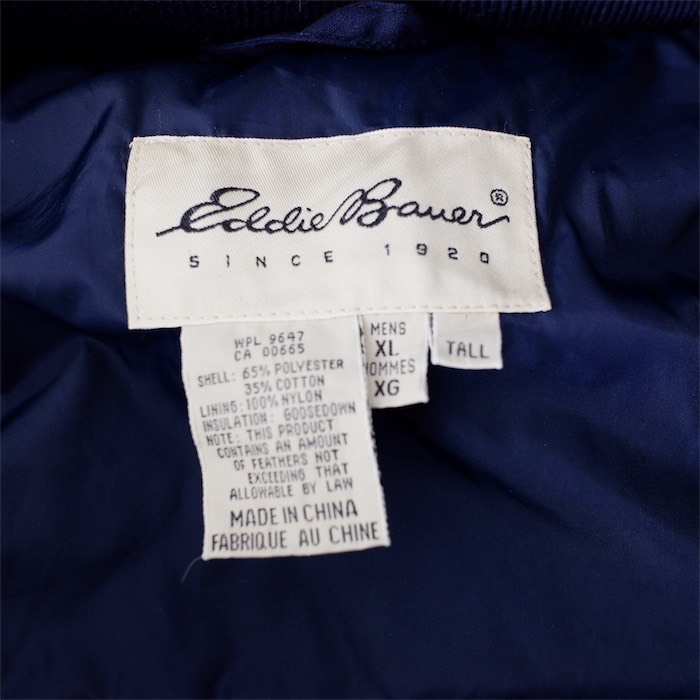 Eddie Bauer®
SINCE 1920
WPL 9647
CA 00665
SHELL: 65% POLYESTER
35% COTTON
LINING: 100% NYLON
INSULATION: GOOSEDOWN
NOTE: THIS PRODUCT
CONTAINS AN AMOUNT
OF FEATHERS NOT
EXCEEDING THAT
ALLOWABLE BY LAW
MADE IN CHINA
FABRIQUE AU CHINE
MENS
XL
HOMMES
XG
TALL